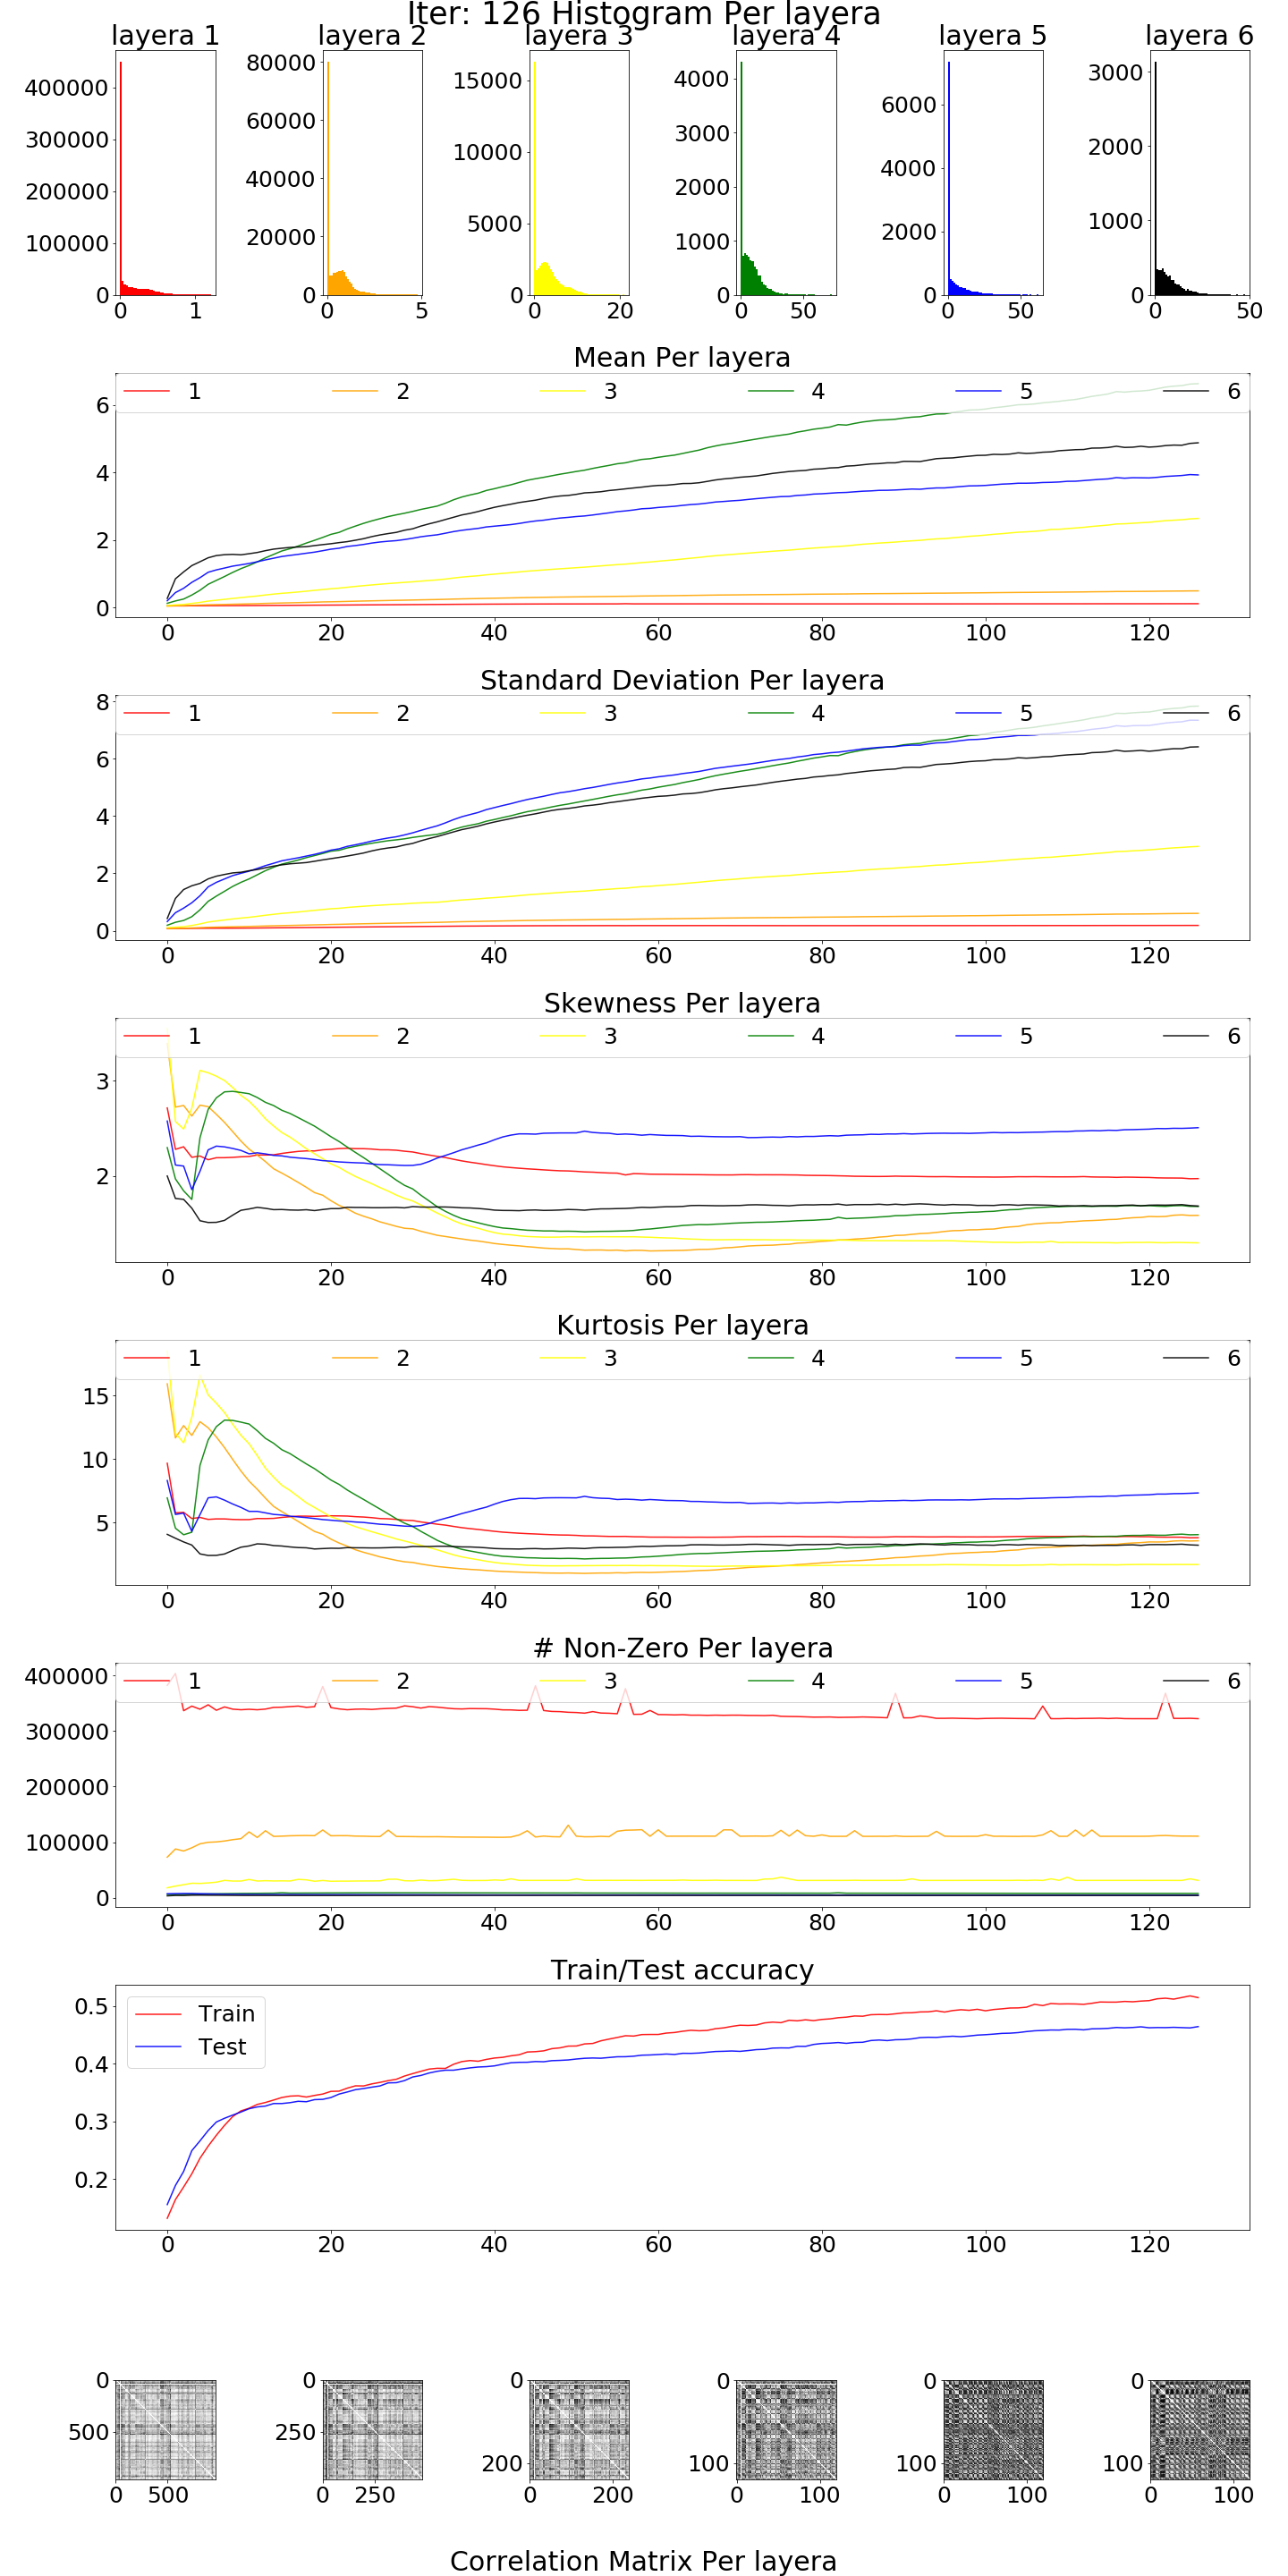 Iter: 126 Histogram Per layera
layera 1 layera 2 layera 3 layera 4 layera 5 layera 6
400000 300000 200000 100000 0
0 1
80000 60000 40000 20000 0
0 5
15000 10000 5000 0
0 20
4000 3000 2000 1000 0
0 50
6000 4000 2000 0
0 50
3000 2000 1000 0
0 50
Mean Per layera
1 2 3 4 5 6
6
4
2
0
0 20 40 60 80 100 120
Standard Deviation Per layera
1 2 3 4 5 6
8
6
4
2
0
0 20 40 60 80 100 120
Skewness Per layera
1 2 3 4 5 6
3
2
0 20 40 60 80 100 120
Kurtosis Per layera
1 2 3 4 5 6
15
10
5
0 20 40 60 80 100 120
# Non-Zero Per layera
1 2 3 4 5 6
400000
300000
200000
100000
0
0 20 40 60 80 100 120
Train/Test accuracy
Train
Test
0.5
0.4
0.3
0.2
0 20 40 60 80 100 120
0 0 0 0 0 0
500 250 200 100 100 100
0 500 0 250 0 200 0 100 0 100 0 100
Correlation Matrix Per layera